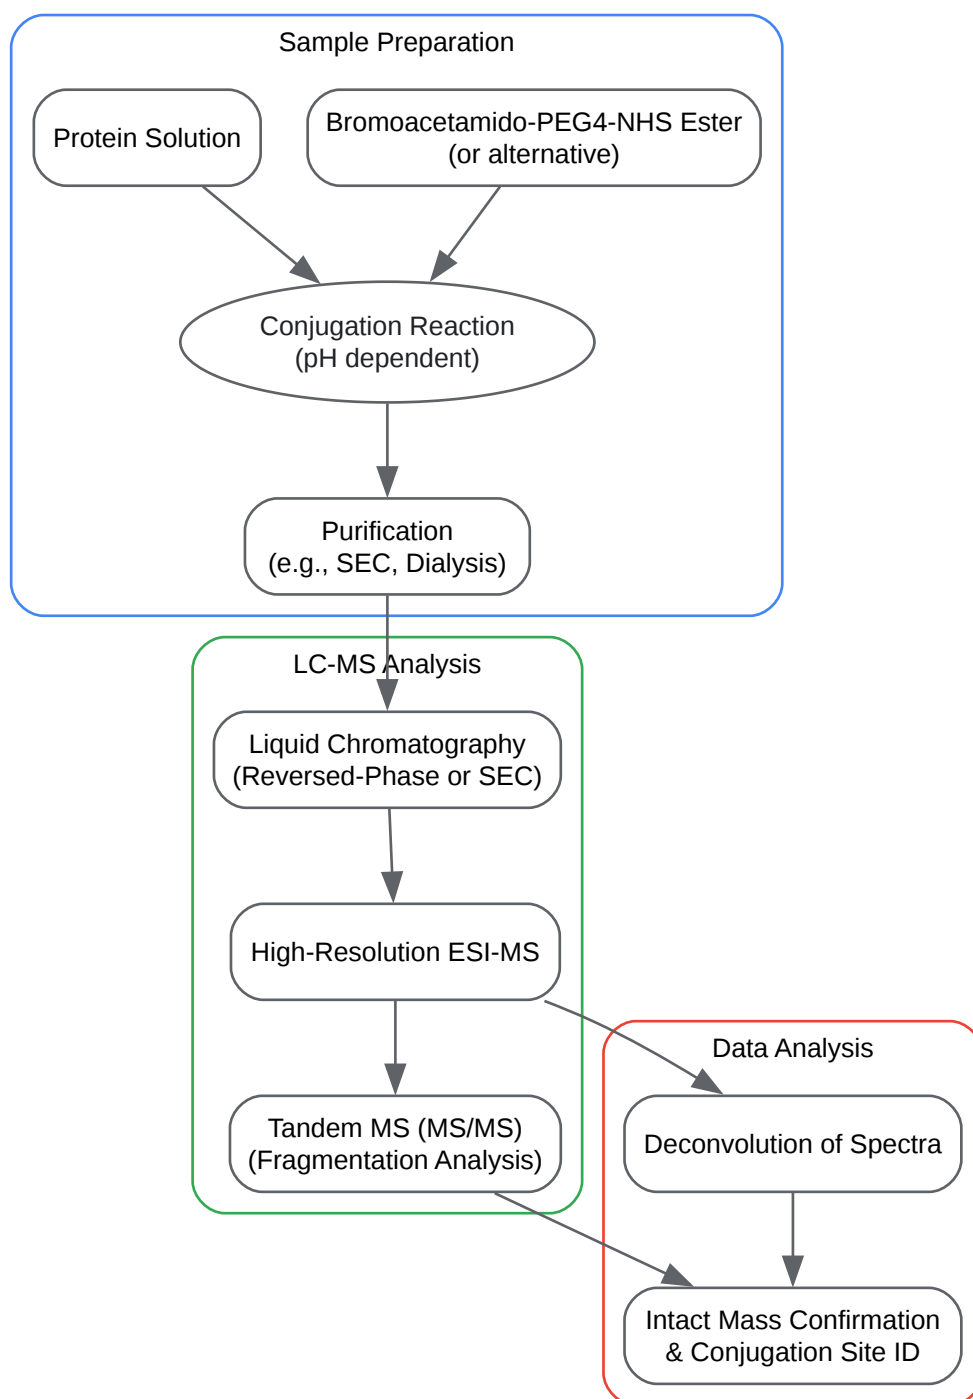 Sample Preparation
Protein Solution
Bromoacetamido-PEG4-NHS Ester
(or alternative)
Conjugation Reaction
(pH dependent)
Purification
(e.g., SEC, Dialysis)
LC-MS Analysis
Liquid Chromatography
(Reversed-Phase or SEC)
High-Resolution ESI-MS
Tandem MS (MS/MS)
(Fragmentation Analysis)
Data Analysis
Deconvolution of Spectra
Intact Mass Confirmation
& Conjugation Site ID